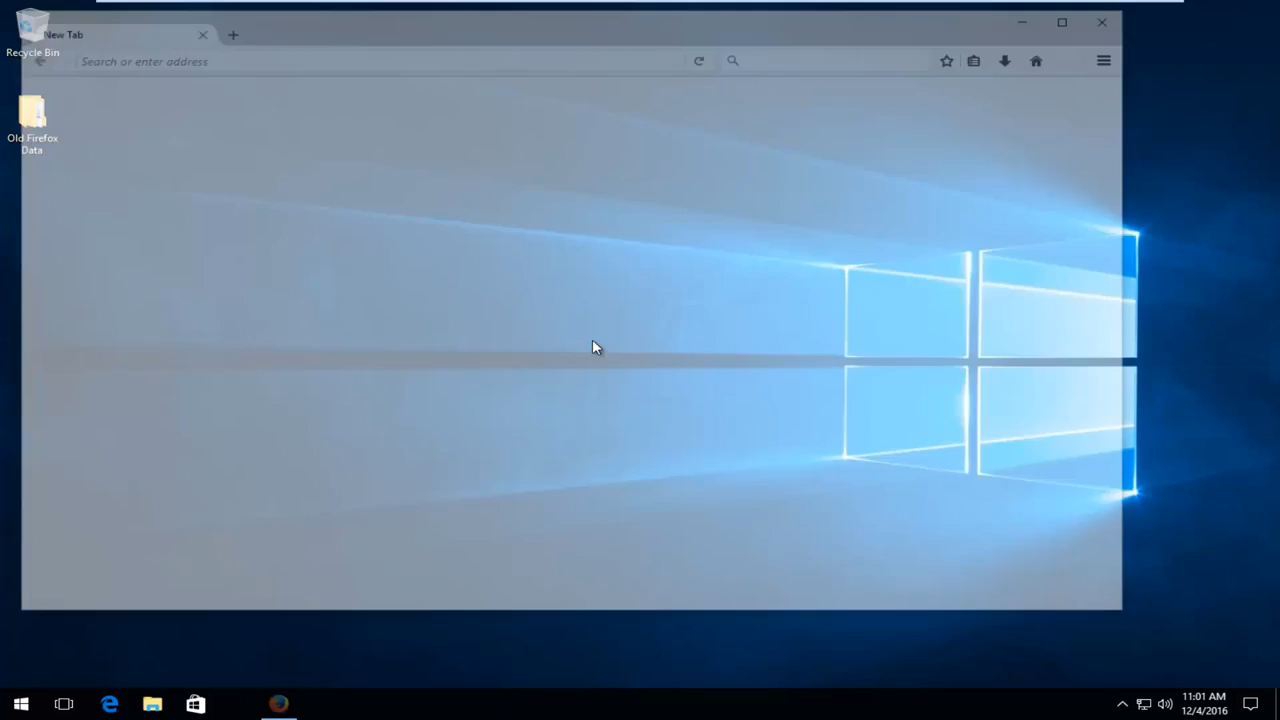 New Tab
Search or enter address
Recycle Bin
Old Firefox
Data
11:01 AM
12/4/2016